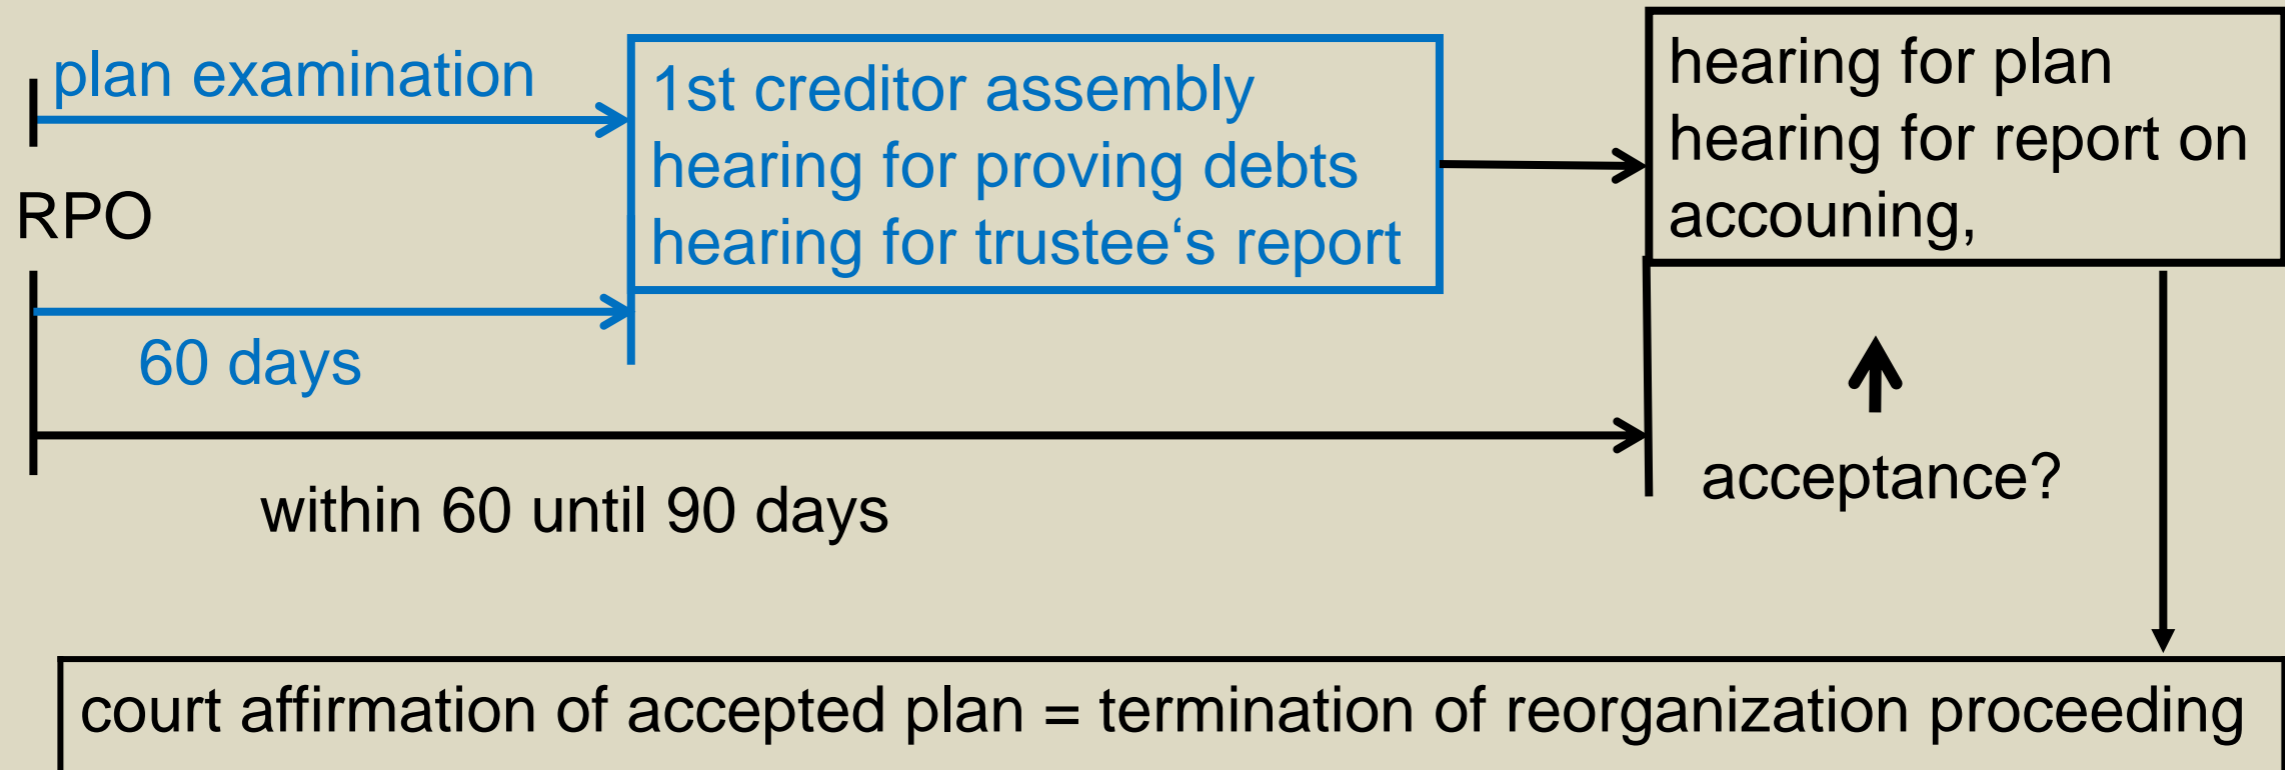 plan examination
1st creditor assembly
hearing for proving debts
hearing for trustee‘s report
hearing for plan
hearing for report on
accouning,
RPO
60 days
within 60 until 90 days
acceptance?
court affirmation of accepted plan = termination of reorganization proceeding